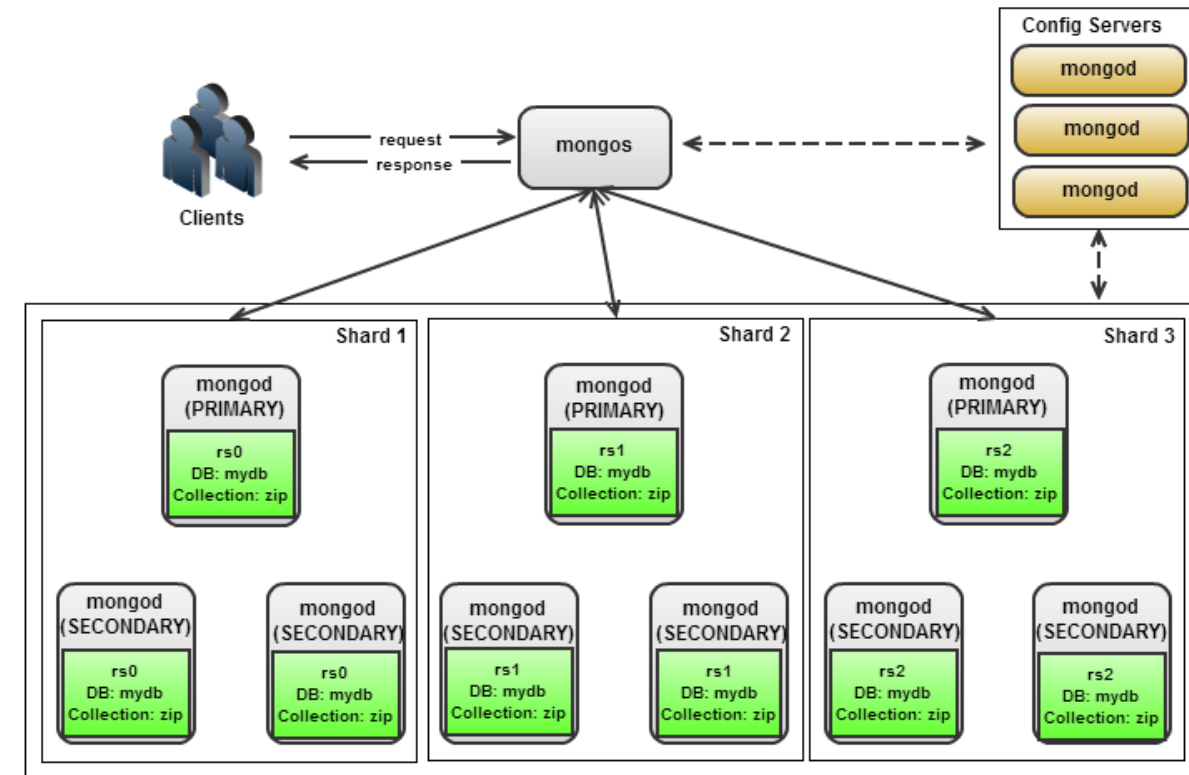 Config Servers
mongod
mongod
mongod
request
response
mongos
Clients
Shard 1
mongod
(PRIMARY)
rs0
DB: mydb
Collection: zip
mongod
(SECONDARY)
rs0
DB: mydb
Collection: zip
mongod
(SECONDARY)
rs0
DB: mydb
Collection: zip
Shard 2
mongod
(PRIMARY)
rs1
DB: mydb
Collection: zip
mongod
(SECONDARY)
rs1
DB: mydb
Collection: zip
mongod
(SECONDARY)
rs1
DB: mydb
Collection: zip
Shard 3
mongod
(PRIMARY)
rs2
DB: mydb
Collection: zip
mongod
(SECONDARY)
rs2
DB: mydb
Collection: zip
mongod
(SECONDARY)
rs2
DB: mydb
Collection: zip